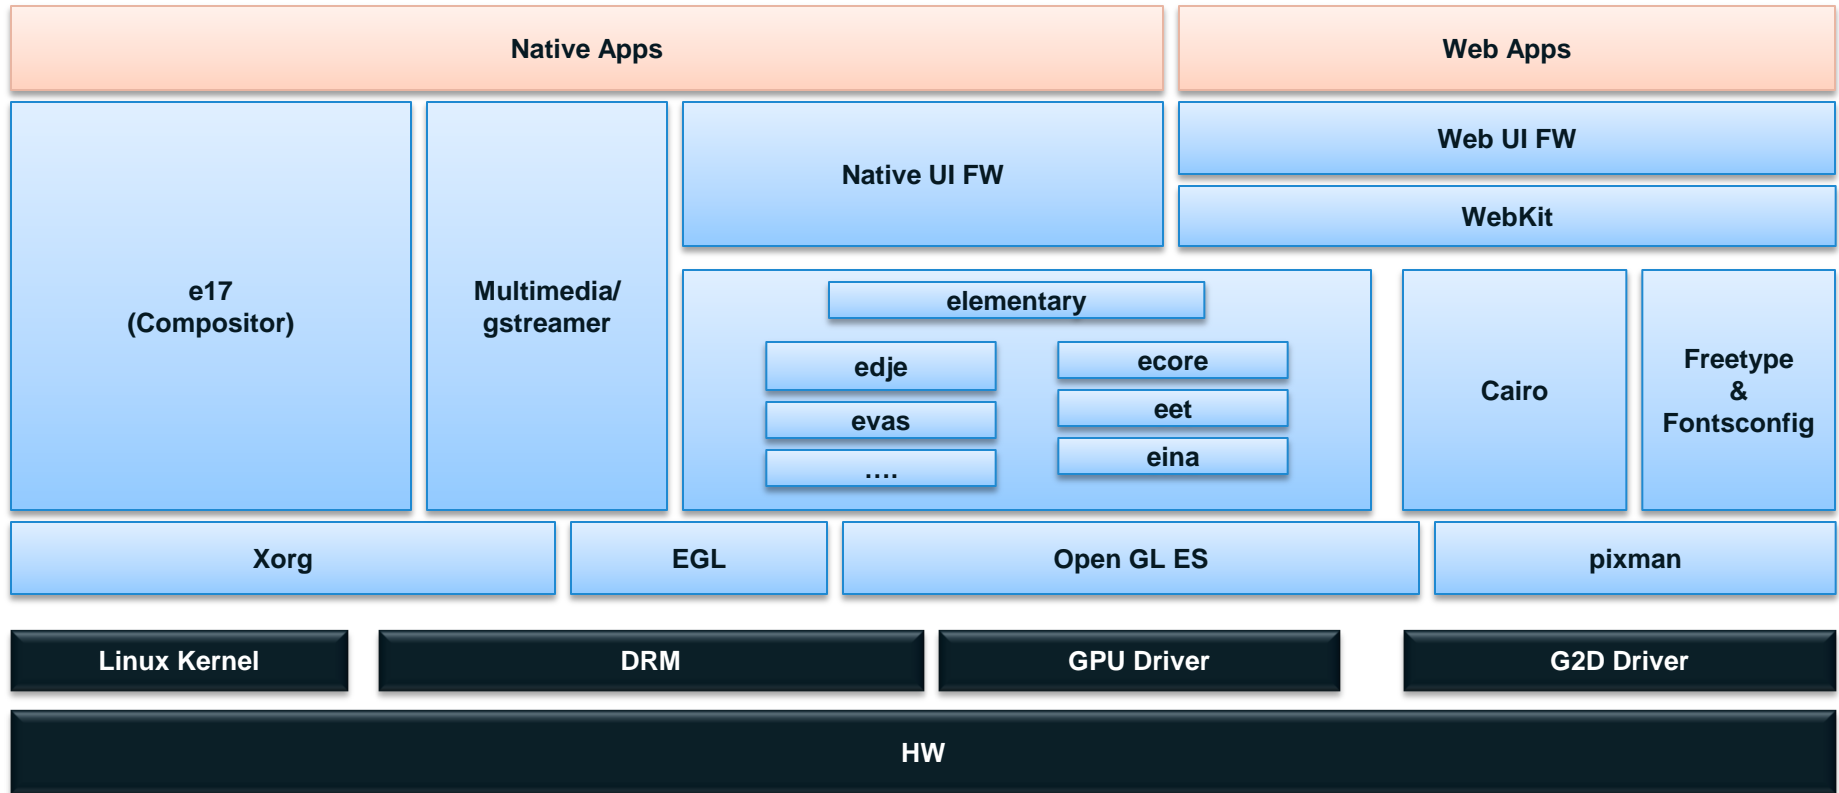 Native Apps
Web Apps
Web UI FW
Native UI FW
WebKit
e17
(Compositor)
Multimedia/
gstreamer
elementary
edje
ecore
evas
eet
….
eina
Cairo
Freetype
&
Fontsconfig
Xorg
EGL
Open GL ES
pixman
Linux Kernel
DRM
GPU Driver
G2D Driver
HW